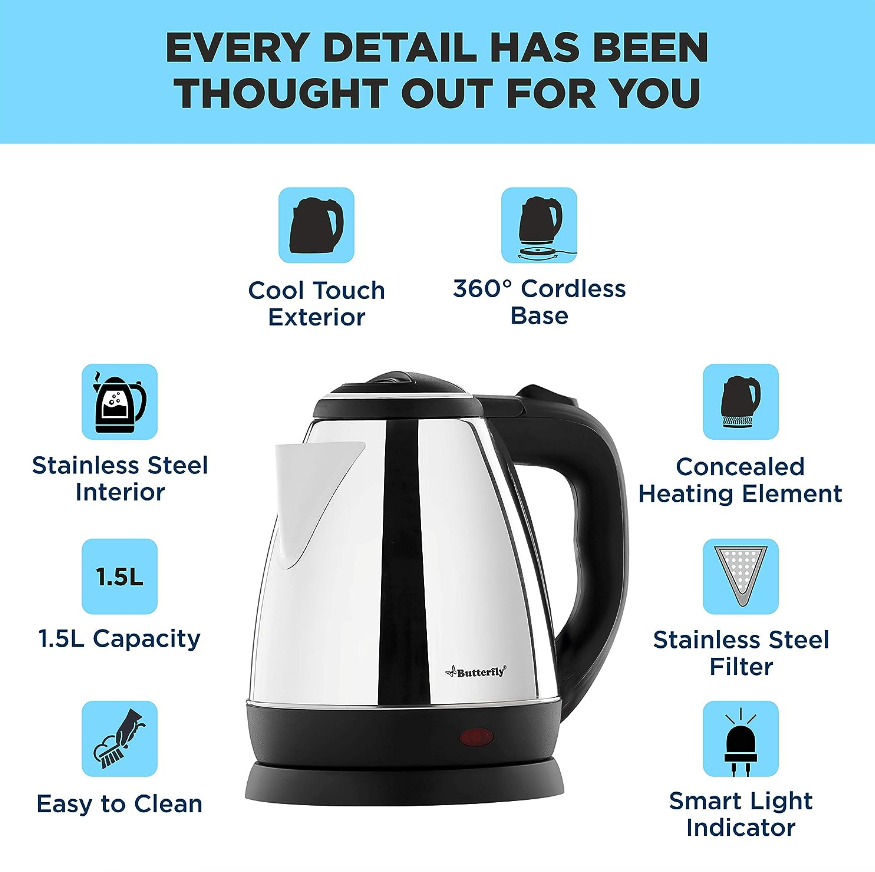 EVERY DETAIL HAS BEEN
THOUGHT OUT FOR YOU
Cool Touch
Exterior
360° Cordless
Base
Stainless Steel
Interior
Concealed
Heating Element
1.5L
1.5L Capacity
Stainless Steel
Filter
Butterfly®
Easy to Clean
Smart Light
Indicator